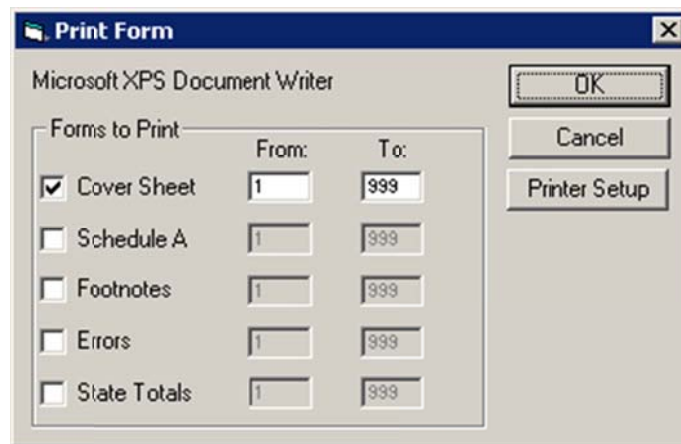 Print Form
Microsoft XPS Document Writer
OK
Forms to Print
From: To:
Cancel
Cover Sheet 1 999
Printer Setup
Schedule A 1 999
Footnotes 1 999
Errors 1 999
State Totals 1 999